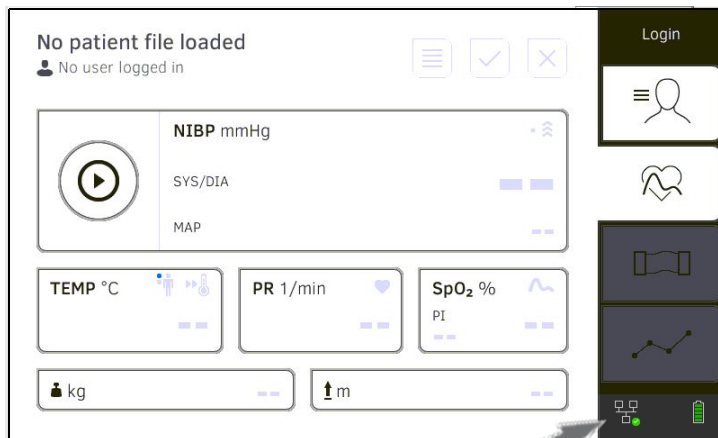 No patient file loaded
No user logged in
Login
NIBP mmHg
SYS/DIA
-- --
MAP
--
TEMP °C
--
PR 1/min
--
SpO₂ %
PI
-- --
kg
--
m
--